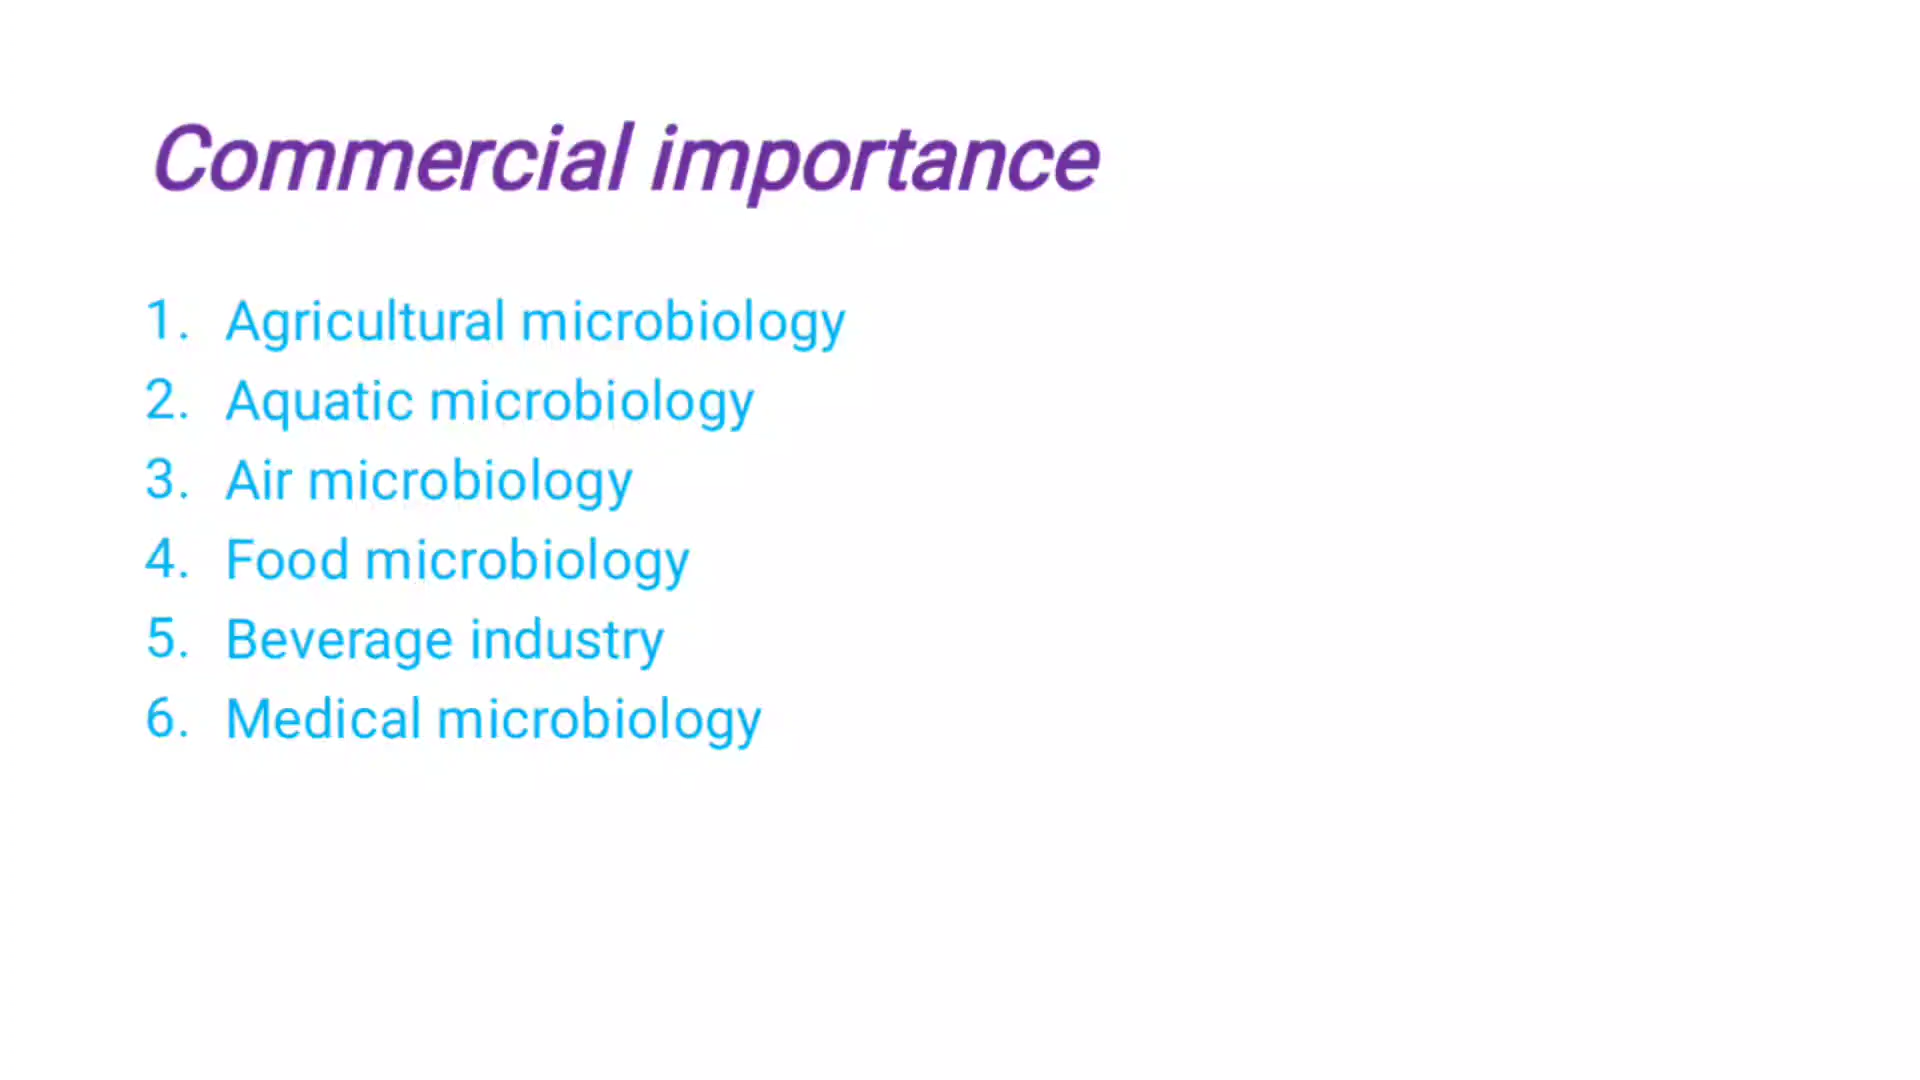 Commercial importance
1. Agricultural microbiology
2. Aquatic microbiology
3. Air microbiology
4. Food microbiology
5. Beverage industry
6. Medical microbiology